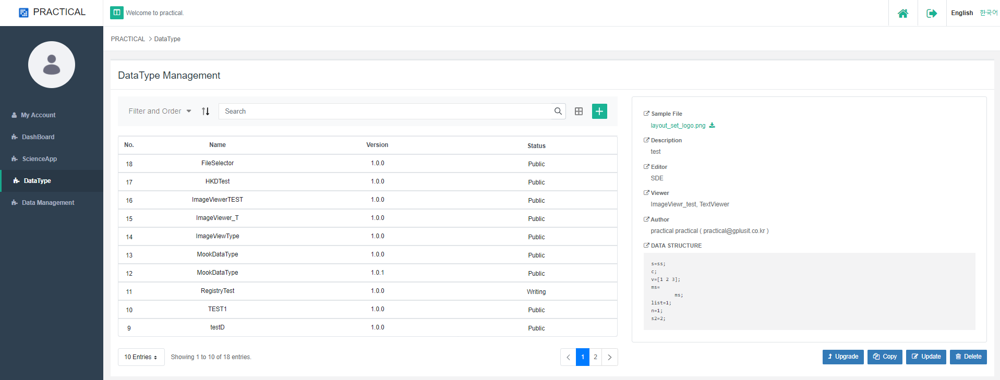 PRACTICAL
Welcome to practical.
English 한국어
PRACTICAL > DataType
My Account
DashBoard
ScienceApp
DataType
Data Management
DataType Management
Filter and Order
Search
No. Name Version Status
18 FileSelector 1.0.0 Public
17 HKDTest 1.0.0 Public
16 ImageViewerTEST 1.0.0 Public
15 ImageViewer_T 1.0.0 Public
14 ImageViewType 1.0.0 Public
13 MookDataType 1.0.0 Public
12 MookDataType 1.0.1 Public
11 RegistryTest 1.0.0 Writing
10 TEST1 1.0.0 Public
9 testD 1.0.0 Public
10 Entries
Showing 1 to 10 of 18 entries.
1 2
Sample File
layout_set_logo.png
Description
test
Editor
SDE
Viewer
ImageViewr_test, TextViewer
Author
practical practical ( practical@gplusit.co.kr )
DATA STRUCTURE
s=ss;
c;
v=[1 2 3];
ms=
ms;
list=1;
n=1;
s2=2;
Upgrade Copy Update Delete